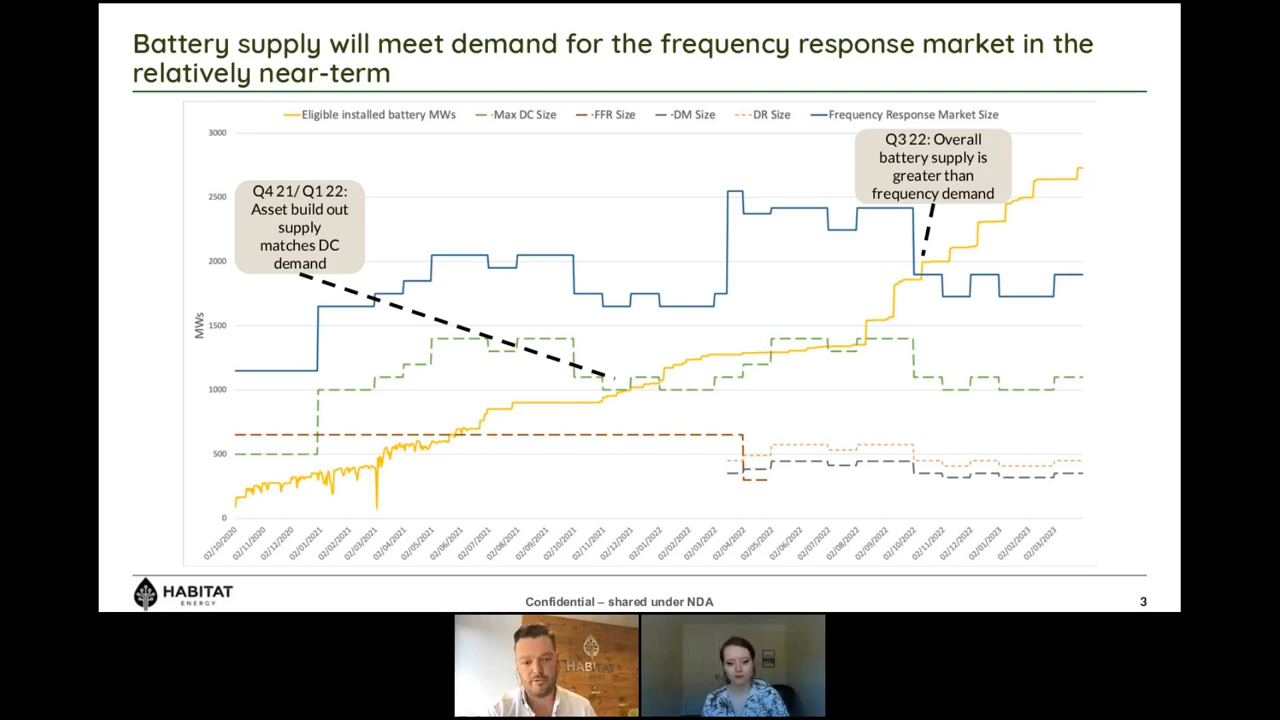 Battery supply will meet demand for the frequency response market in the
relatively near-term
Eligible installed battery MWs
Max DC Size
FFR Size
DM Size
DR Size
Frequency Response Market Size
3000
2500
2000
1500
1000
500
0
MWs
Q4 21/ Q1 22:
Asset build out
supply
matches DC
demand
Q3 22: Overall
battery supply is
greater than
frequency demand
02/10/2020
02/11/2020
02/12/2020
02/01/2021
02/02/2021
02/03/2021
02/04/2021
02/05/2021
02/06/2021
02/07/2021
02/08/2021
02/09/2021
02/10/2021
02/11/2021
02/12/2021
02/01/2022
02/02/2022
02/03/2022
02/04/2022
02/05/2022
02/06/2022
02/07/2022
02/08/2022
02/09/2022
02/10/2022
02/11/2022
02/12/2022
02/01/2023
02/02/2023
02/03/2023
HABITAT
ENERGY
Confidential – shared under NDA
3
HABITAT